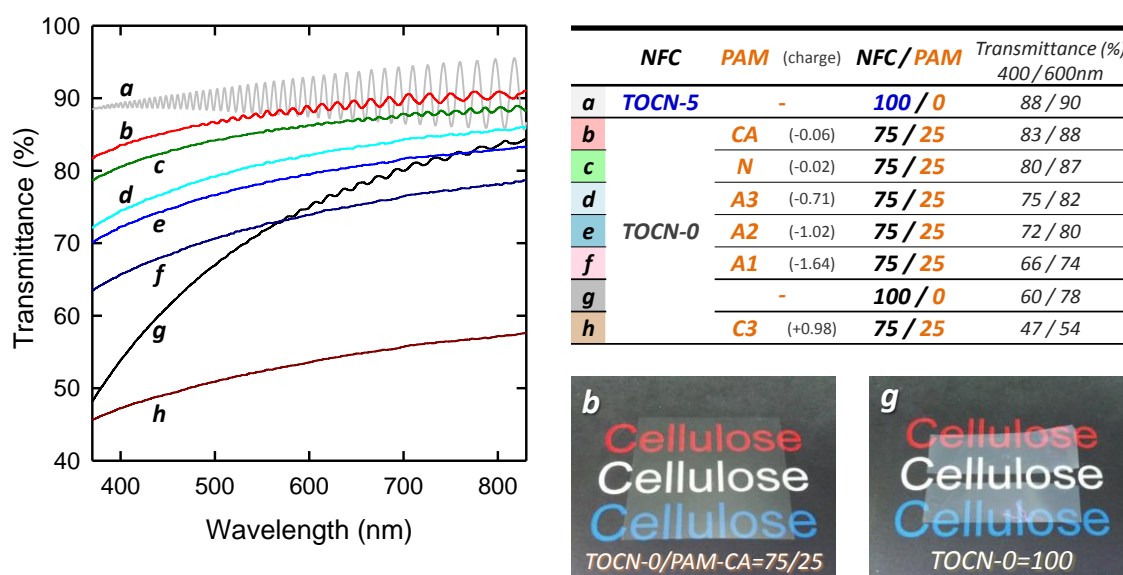 100
90
80
70
60
50
40
Transmittance (%)
a
b
c
d
e
f
g
h
400 500 600 700 800
Wavelength (nm)
NFC PAM (charge) NFC / PAM Transmittance (%)
400 / 600nm
a TOCN-5 - 100 / 0 88 / 90
b CA (-0.06) 75 / 25 83 / 88
c N (-0.02) 75 / 25 80 / 87
d A3 (-0.71) 75 / 25 75 / 82
e TOCN-0 A2 (-1.02) 75 / 25 72 / 80
f A1 (-1.64) 75 / 25 66 / 74
g - 100 / 0 60 / 78
h C3 (+0.98) 75 / 25 47 / 54
b
Cellulose
Cellulose
Cellulose
TOCN-0/PAM-CA=75/25
g
Cellulose
Cellulose
Cellulose
TOCN-0=100